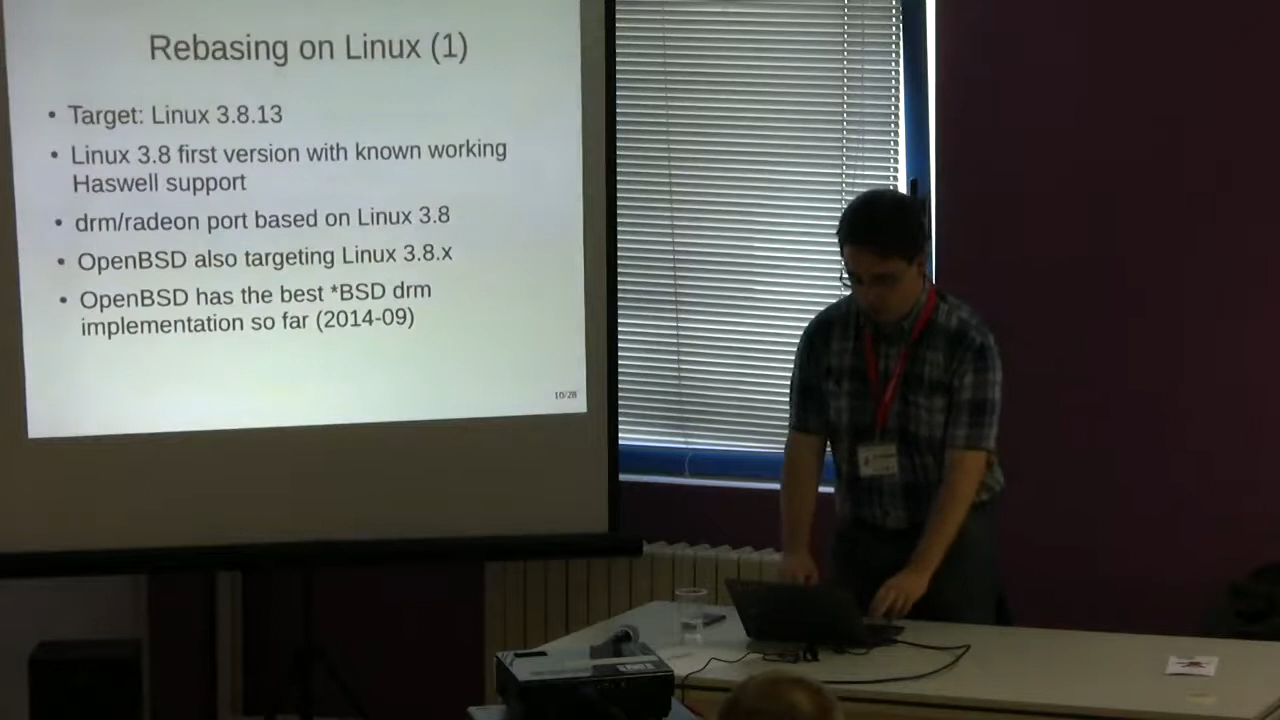 Rebasing on Linux (1)
• Target: Linux 3.8.13
• Linux 3.8 first version with known working
Haswell support
• drm/radeon port based on Linux 3.8
• OpenBSD also targeting Linux 3.8.x
• OpenBSD has the best *BSD drm
implementation so far (2014-09)
10/28